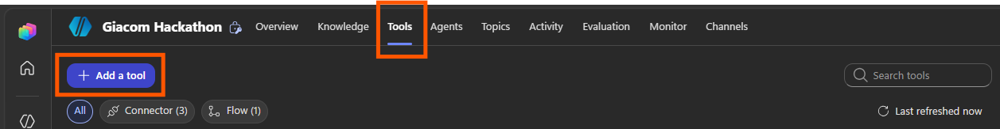 Giacom Hackathon Overview Knowledge Tools Agents Topics Activity Evaluation Monitor Channels
+ Add a tool Search tools
All Connector (3) Flow (1) Last refreshed now